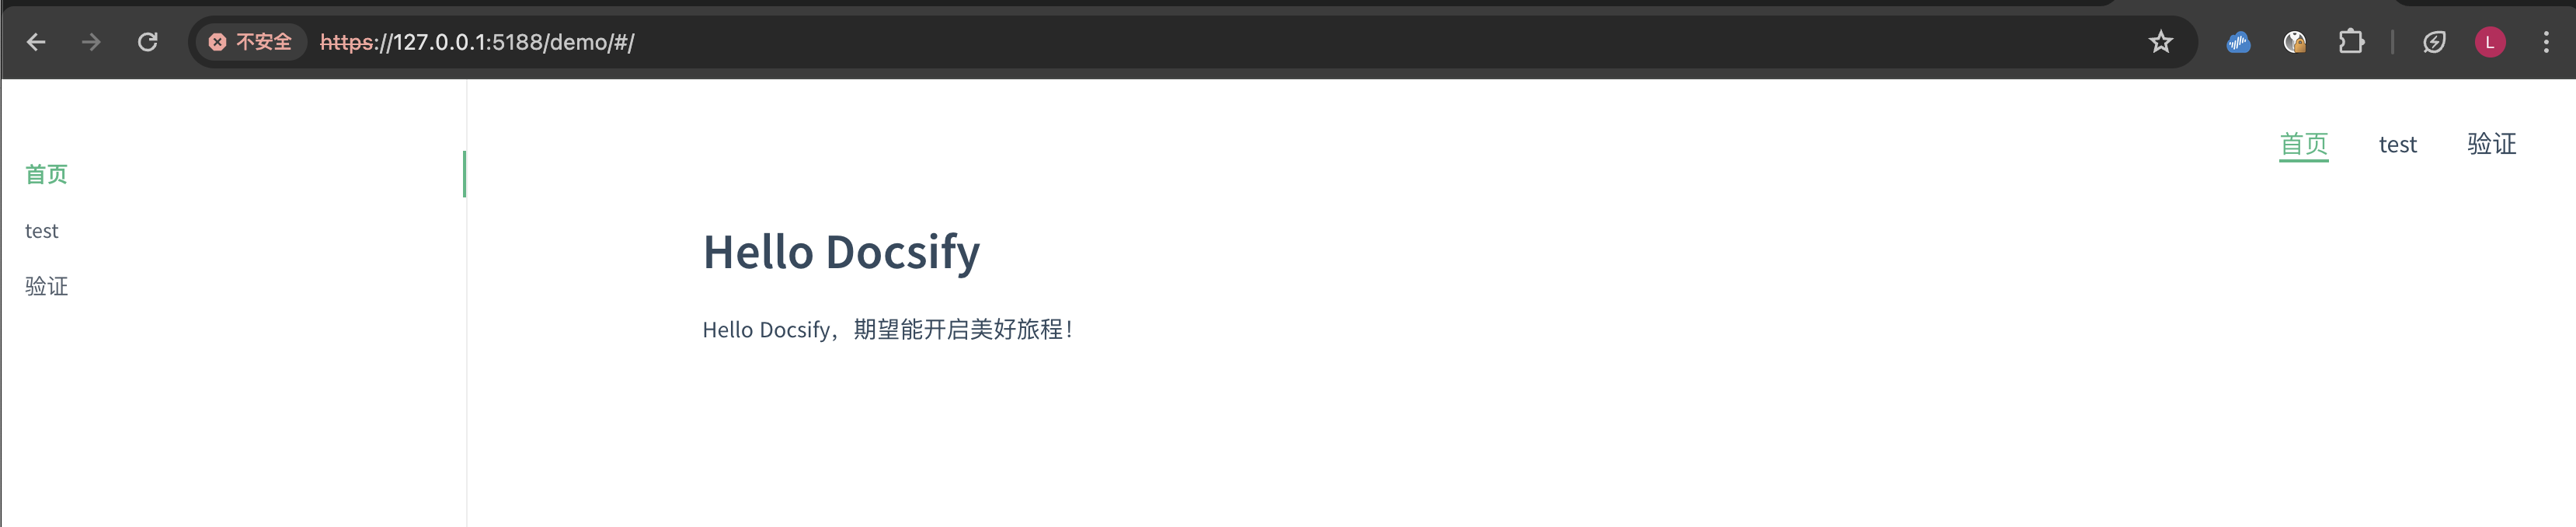 不安全 https://127.0.0.1:5188/demo/#/
L
首页 test 验证
首页
test
验证
Hello Docsify
Hello Docsify，期望能开启美好旅程！